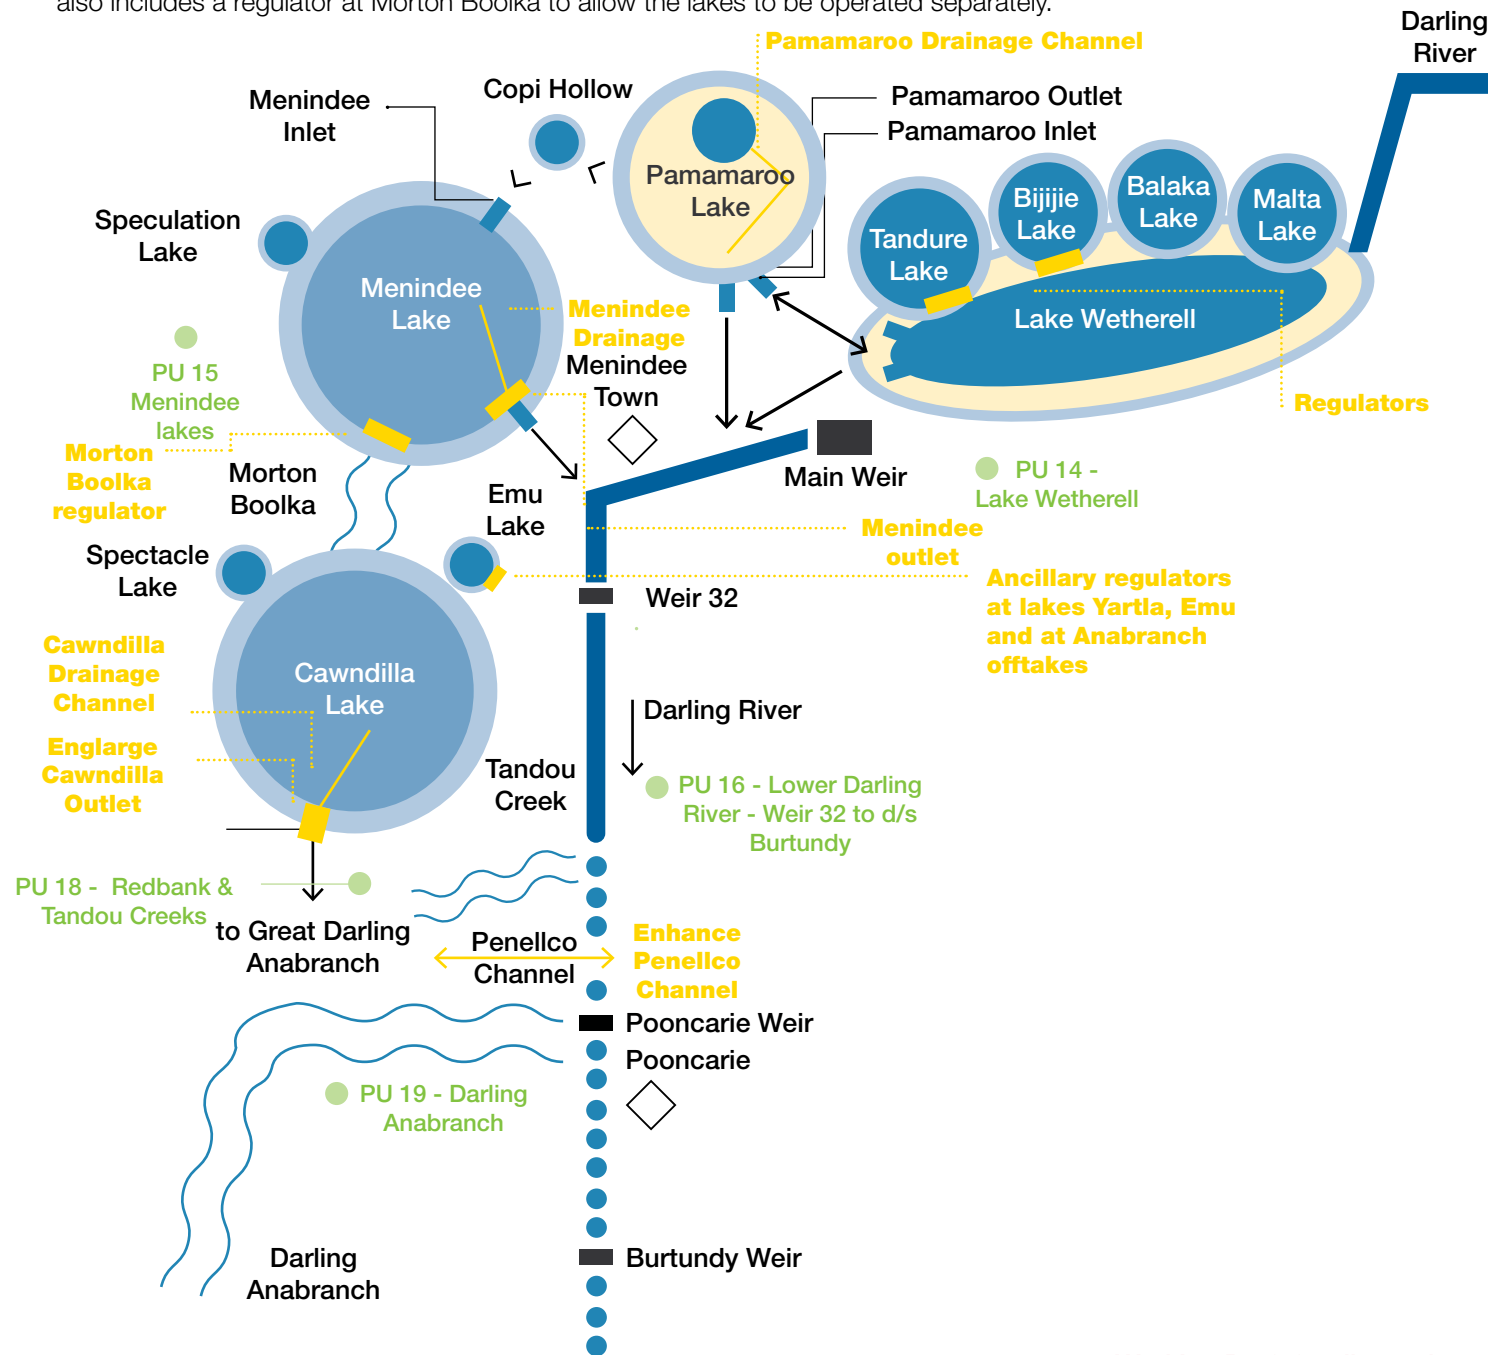 also includes a regulator at Morton Boolka to allow the lakes to be operated separately.
Darling
River
Pamamaroo Drainage Channel
Copi Hollow
Menindee
Inlet
Pamamaroo Outlet
Pamamaroo Inlet
Pamamaroo
Lake
Tandure
Lake
Bijijie
Lake
Balaka
Lake
Malta
Lake
Speculation
Lake
Menindee
Lake
Menindee
Drainage
Menindee
Town
Lake Wetherell
Regulators
PU 15
Menindee
lakes
Morton
Boolka
regulator
Morton
Boolka
Emu
Lake
Main Weir
PU 14 -
Lake Wetherell
Menindee
outlet
Spectacle
Lake
Weir 32
Ancillary regulators
at lakes Yartla, Emu
and at Anabranch
offtakes
Cawndilla
Drainage
Channel
Cawndilla
Lake
Englarge
Cawndilla
Outlet
Darling River
Tandou
Creek
PU 16 - Lower Darling
River - Weir 32 to d/s
Burtundy
PU 18 - Redbank &
Tandou Creeks
to Great Darling
Anabranch
Penellco
Channel
Enhance
Penellco
Channel
Pooncarie Weir
Pooncarie
PU 19 - Darling
Anabranch
Darling
Anabranch
Burtundy Weir